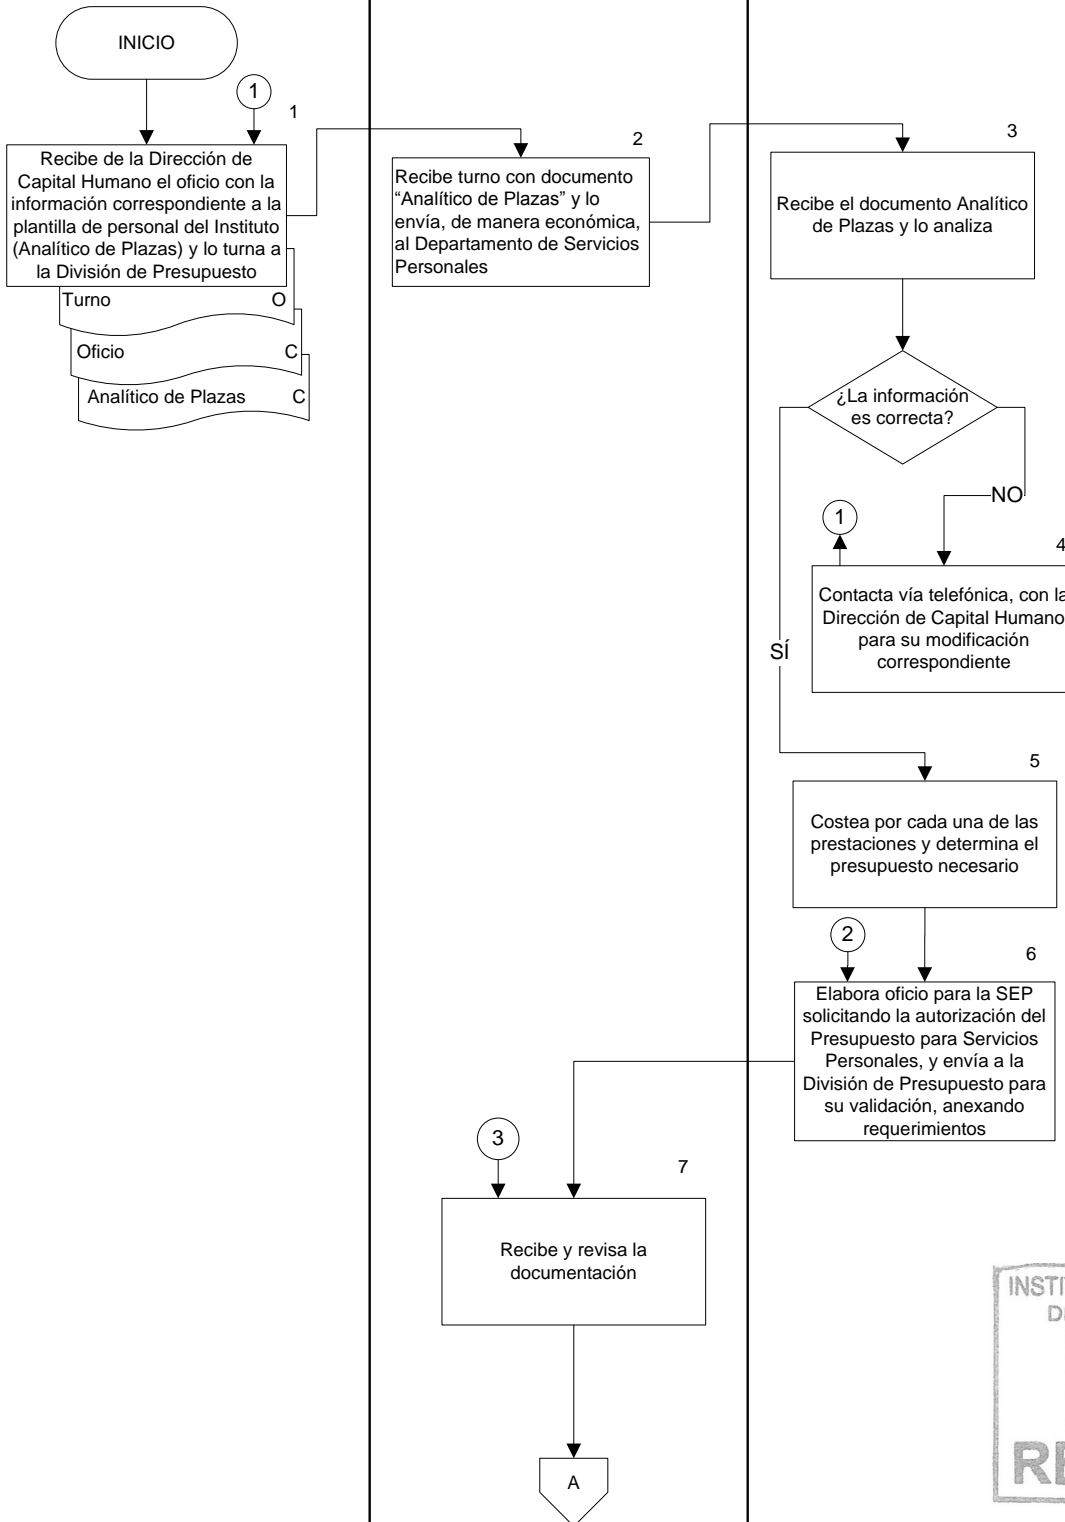 INICIO
1
1
Recibe de la Dirección de
Capital Humano el oficio con la
información correspondiente a la
plantilla de personal del Instituto
(Analítico de Plazas) y lo turna a
la División de Presupuesto
Turno O
Oficio C
Analítico de Plazas C
2
Recibe turno con documento
“Analítico de Plazas” y lo
envía, de manera económica,
al Departamento de Servicios
Personales
3
Recibe el documento Analítico
de Plazas y lo analiza
¿La información
es correcta?
NO
1
4
Contacta vía telefónica, con la
Dirección de Capital Humano
para su modificación
correspondiente
SÍ
5
Costea por cada una de las
prestaciones y determina el
presupuesto necesario
2
6
Elabora oficio para la SEP
solicitando la autorización del
Presupuesto para Servicios
Personales, y envía a la
División de Presupuesto para
su validación, anexando
requerimientos
3
7
Recibe y revisa la
documentación
A